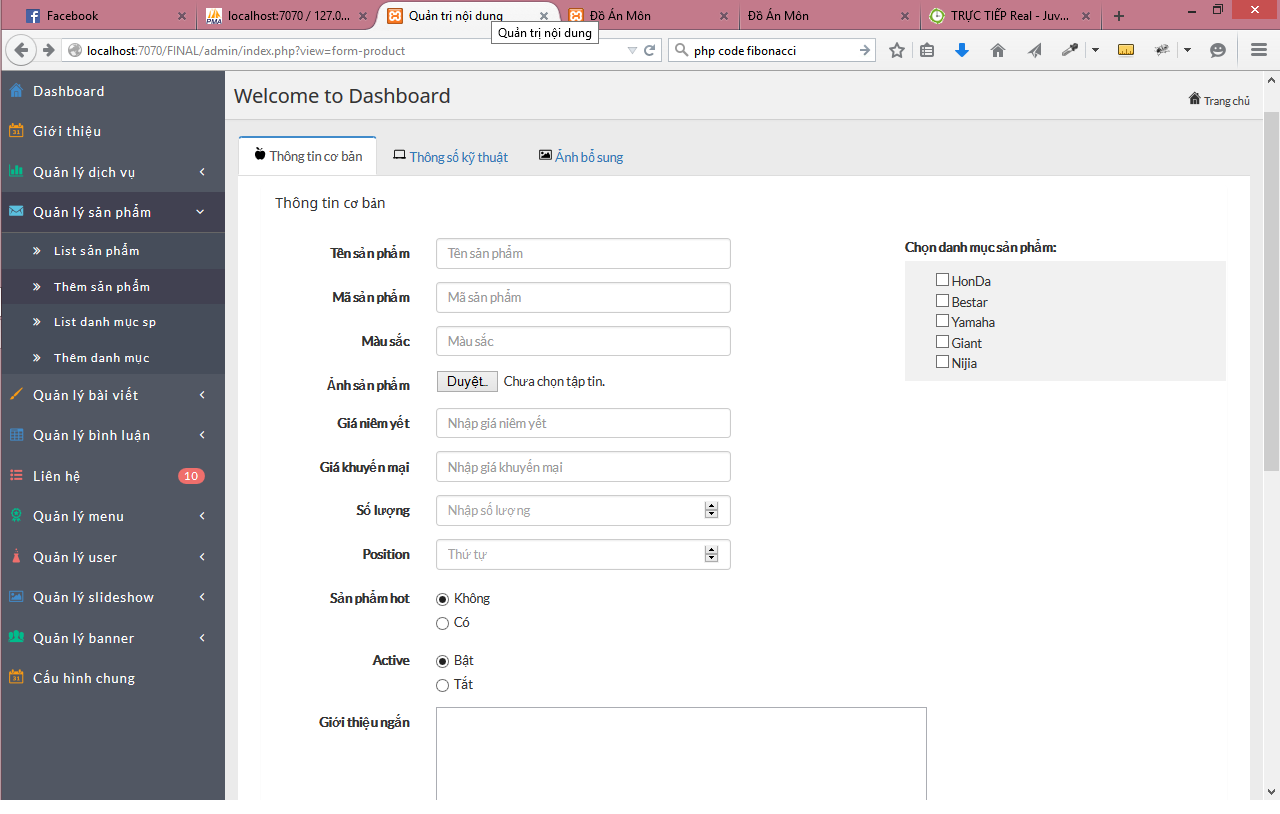 Facebook
localhost:7070 / 127.0...
Quản trị nội dung
Đồ Án Môn
Đồ Án Môn
TRỰC TIẾP Real - Juv...
Quản trị nội dung
localhost:7070/FINAL/admin/index.php?view=form-product
php code fibonacci
Dashboard
Giới thiệu
Quản lý dịch vụ
Quản lý sản phẩm
List sản phẩm
Thêm sản phẩm
List danh mục sp
Thêm danh mục
Quản lý bài viết
Quản lý bình luận
Liên hệ 10
Quản lý menu
Quản lý user
Quản lý slideshow
Quản lý banner
Cấu hình chung
Welcome to Dashboard
Trang chủ
Thông tin cơ bản
Thông số kỹ thuật
Ảnh bổ sung
Thông tin cơ bản
Tên sản phẩm Tên sản phẩm
Mã sản phẩm Mã sản phẩm
Màu sắc Màu sắc
Ảnh sản phẩm Duyệt.. Chưa chọn tập tin.
Giá niêm yết Nhập giá niêm yết
Giá khuyến mại Nhập giá khuyến mại
Số lượng Nhập số lượng
Position Thứ tự
Sản phẩm hot Không
Có
Active Bật
Tắt
Giới thiệu ngắn
Chọn danh mục sản phẩm:
HonDa
Bestar
Yamaha
Giant
Nijia